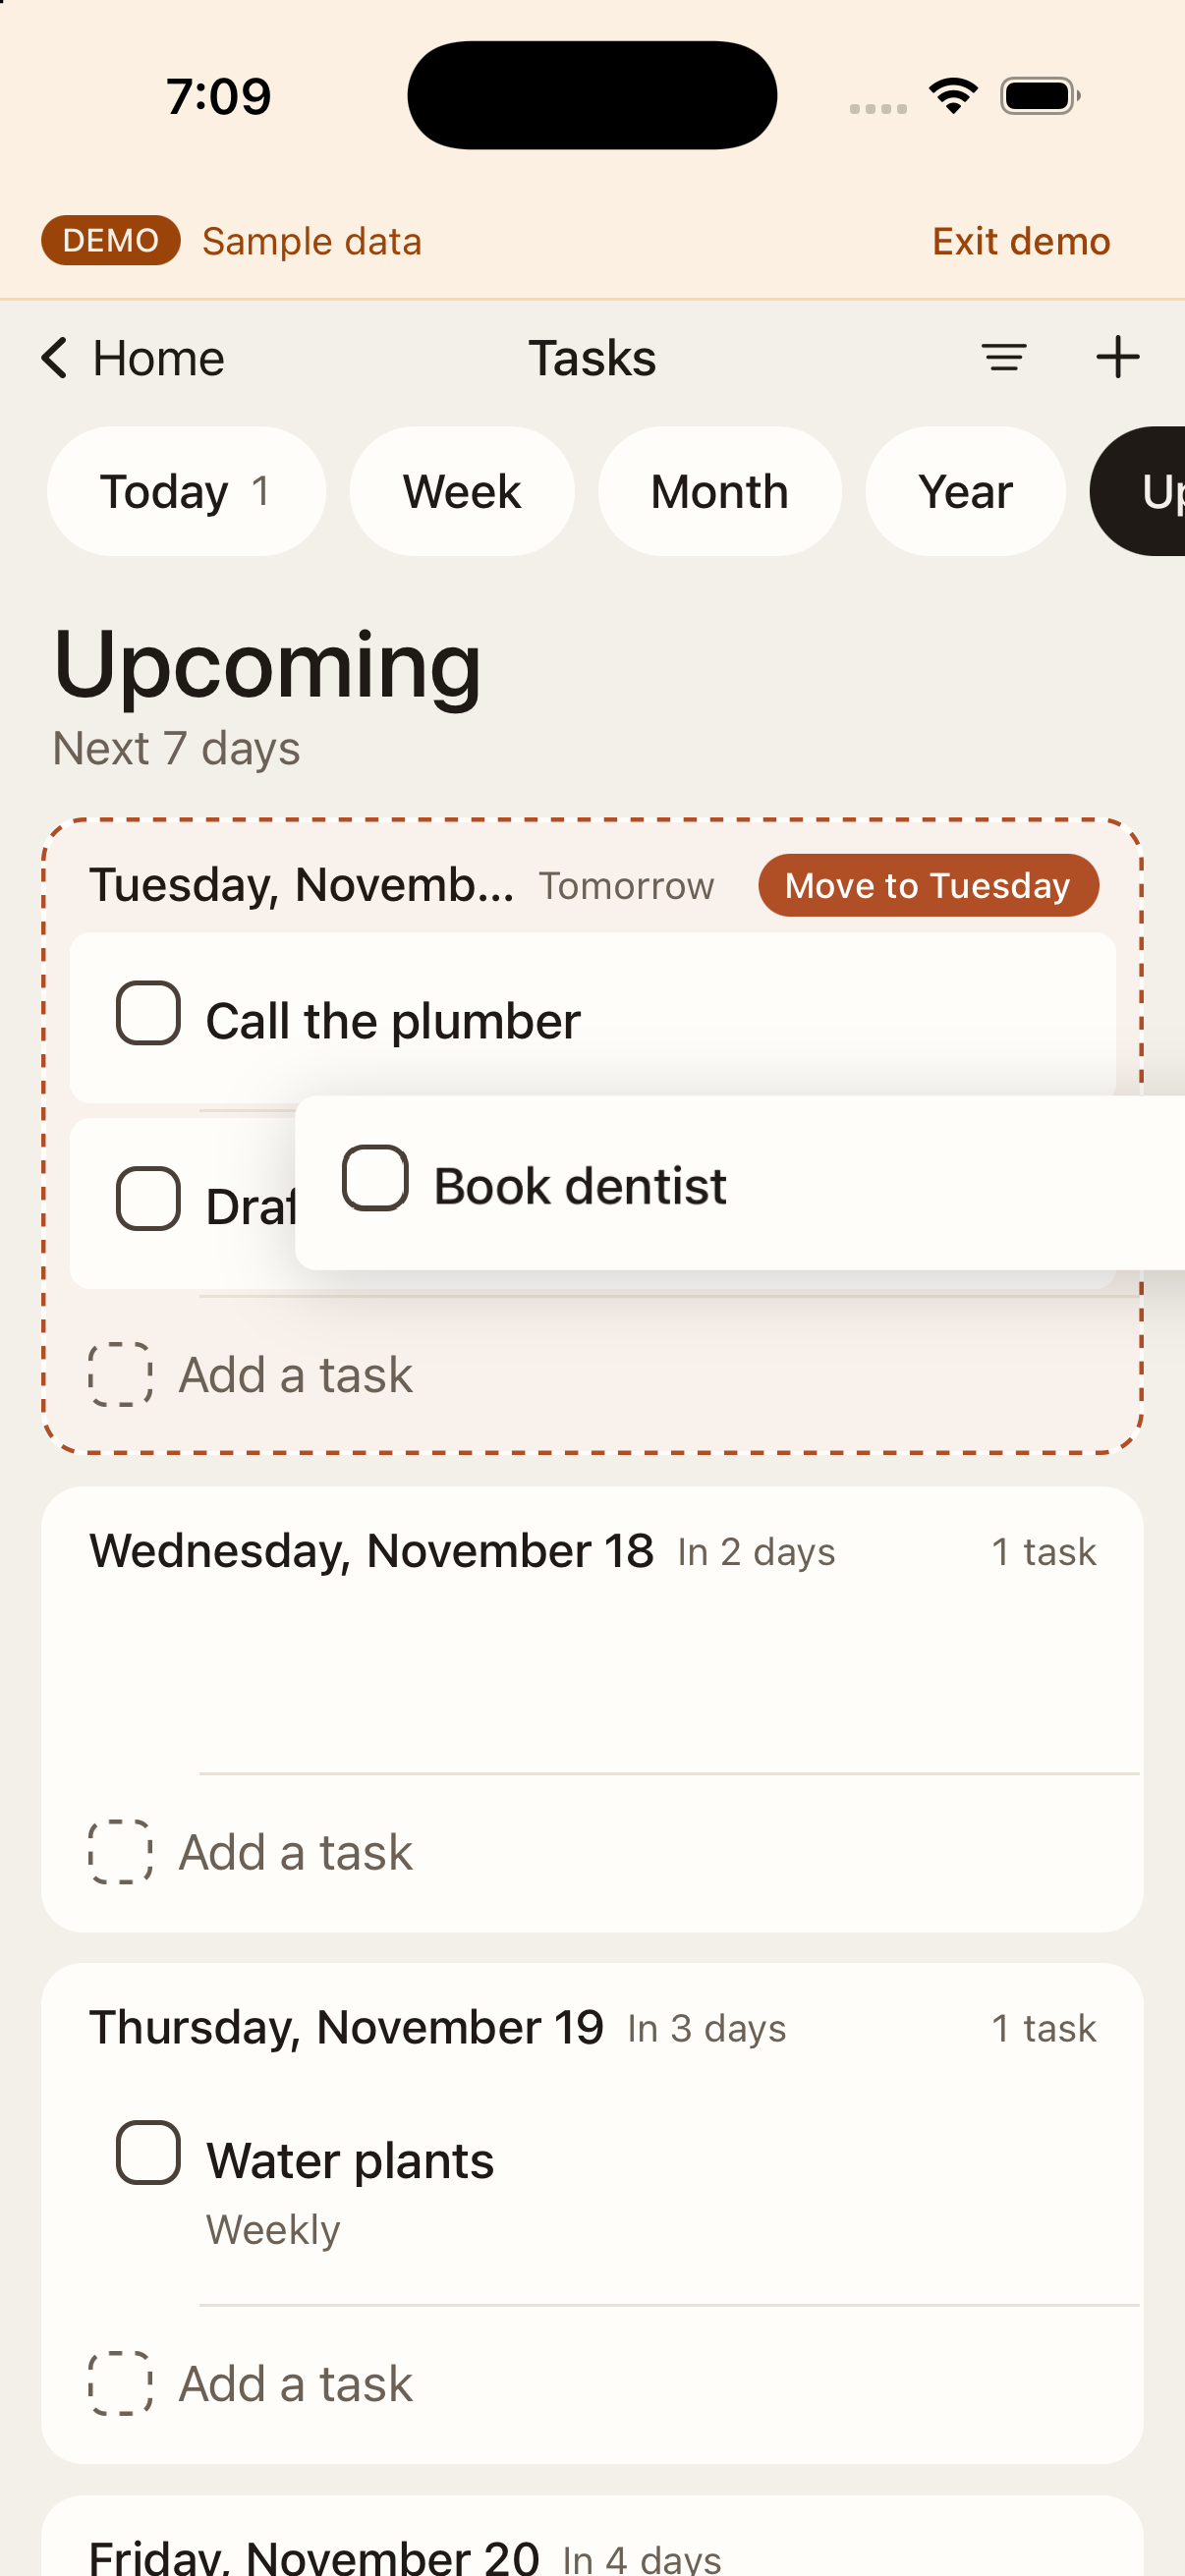 7:09
DEMO Sample data Exit demo
Home Tasks
Today 1 Week Month Year
Upcoming
Next 7 days
Tuesday, Novemb... Tomorrow Move to Tuesday
Call the plumber
Book dentist
Add a task
Wednesday, November 18 In 2 days 1 task
Add a task
Thursday, November 19 In 3 days 1 task
Water plants
Weekly
Add a task
Friday, November 20 In 4 days